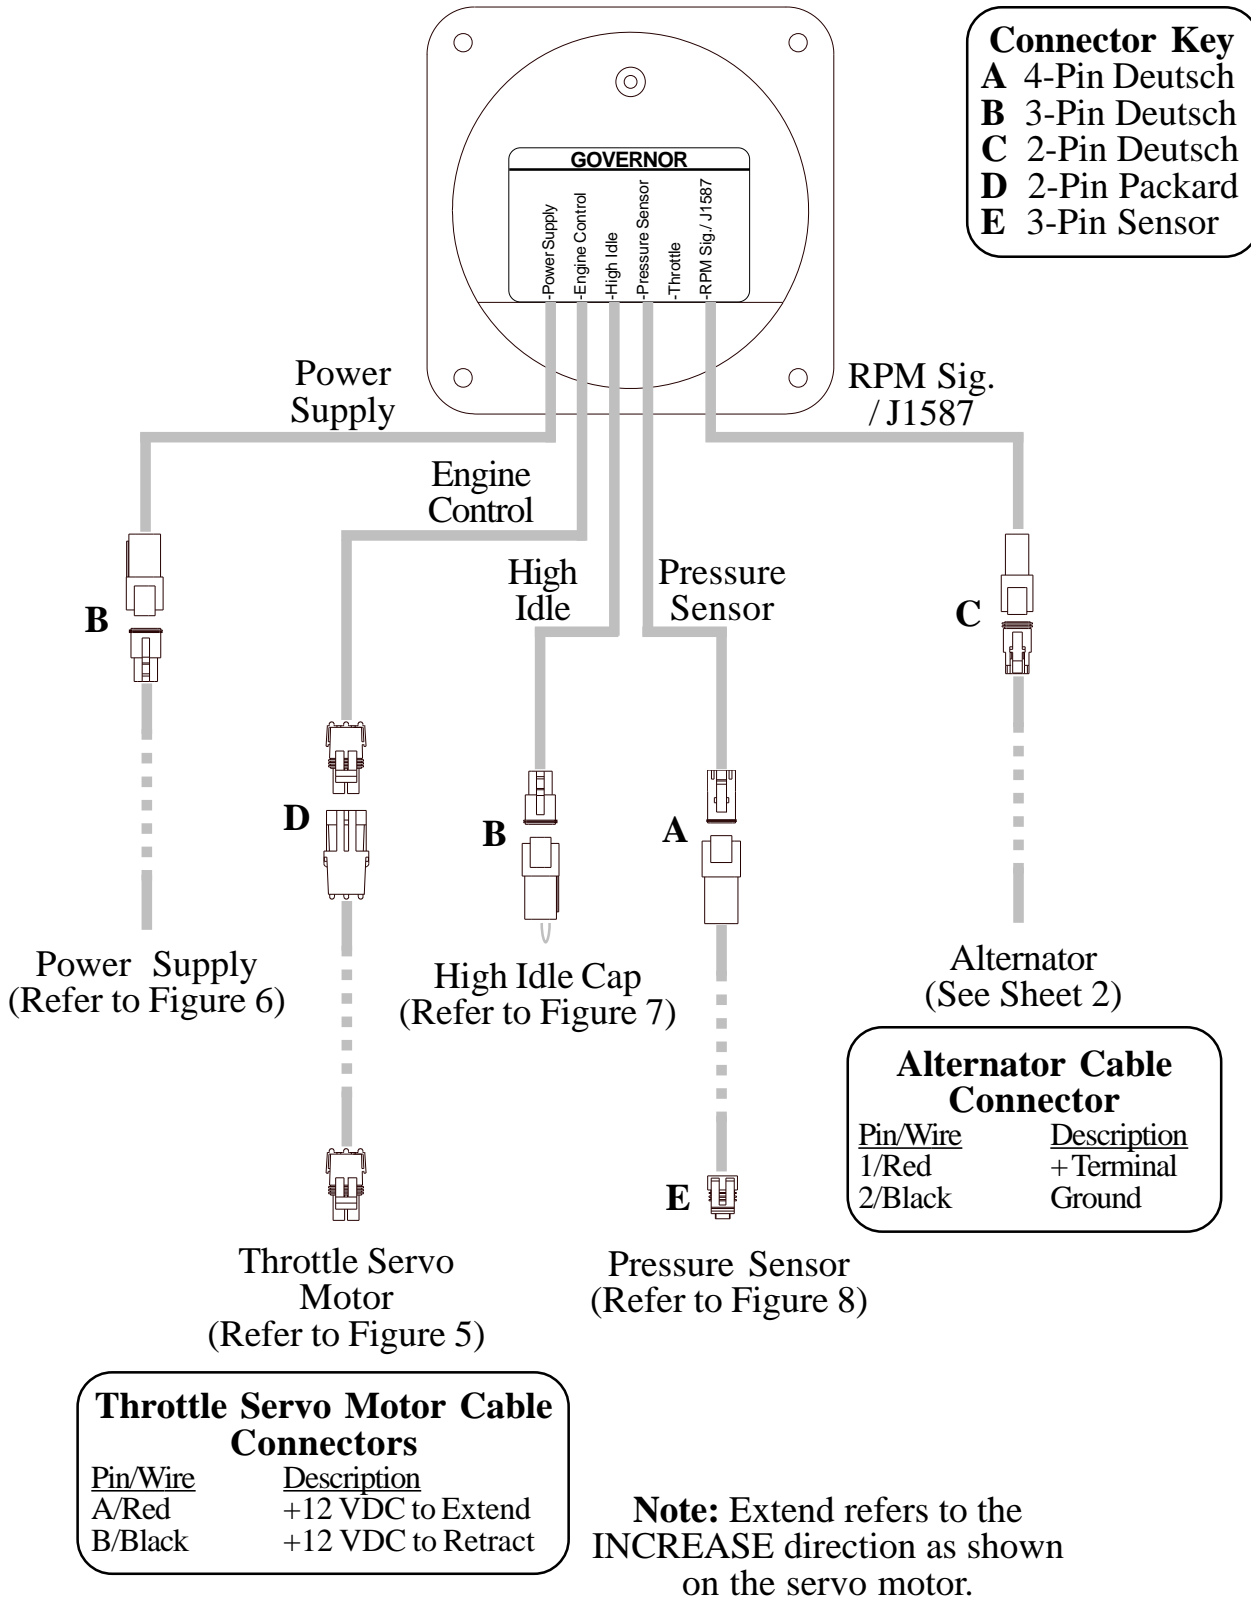 Connector Key
A 4-Pin Deutsch
B 3-Pin Deutsch
C 2-Pin Deutsch
D 2-Pin Packard
E 3-Pin Sensor
GOVERNOR
-Power Supply
-Engine Control
-High Idle
-Pressure Sensor
-Throttle
-RPM Sig./ J1587
Power
Supply
RPM Sig.
/ J1587
Engine
Control
High
Idle
Pressure
Sensor
B
C
D
B
A
Power Supply
(Refer to Figure 6)
High Idle Cap
(Refer to Figure 7)
Alternator
(See Sheet 2)
Alternator Cable
Connector
Pin/Wire Description
1/Red + Terminal
2/Black Ground
E
Throttle Servo
Motor
(Refer to Figure 5)
Pressure Sensor
(Refer to Figure 8)
Throttle Servo Motor Cable
Connectors
Pin/Wire Description
A/Red +12 VDC to Extend
B/Black +12 VDC to Retract
Note: Extend refers to the
INCREASE direction as shown
on the servo motor.